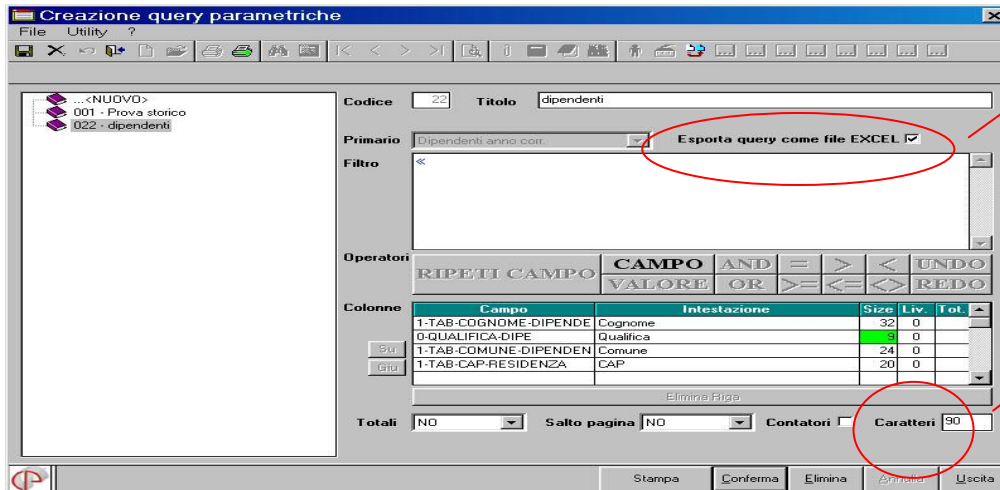 Creazione query parametriche
File Utility ?
...<NUOVO>
001 - Prova storico
022 - dipendenti
Codice 22 Titolo dipendenti
Primario Dipendenti anno corr. Esporta query come file EXCEL
Filtro «
Operatori RIPETI CAMPO CAMPO AND = > < UNDO
VALORE OR >= <= <> REDO
Colonne Campo Intestazione Size Liv. Tot.
1-TAB-COGNOME-DIPENDE Cognome 32 0
0-QUALIFICA-DIPE Qualifica 9 0
1-TAB-COMUNE-DIPENDEN Comune 24 0
1-TAB-CAP-RESIDENZA CAP 20 0
Su
Giu
Elimina Riga
Totali NO Salto pagina NO Contatori Caratteri 90
Stampa Conferma Elimina Annulla Uscita